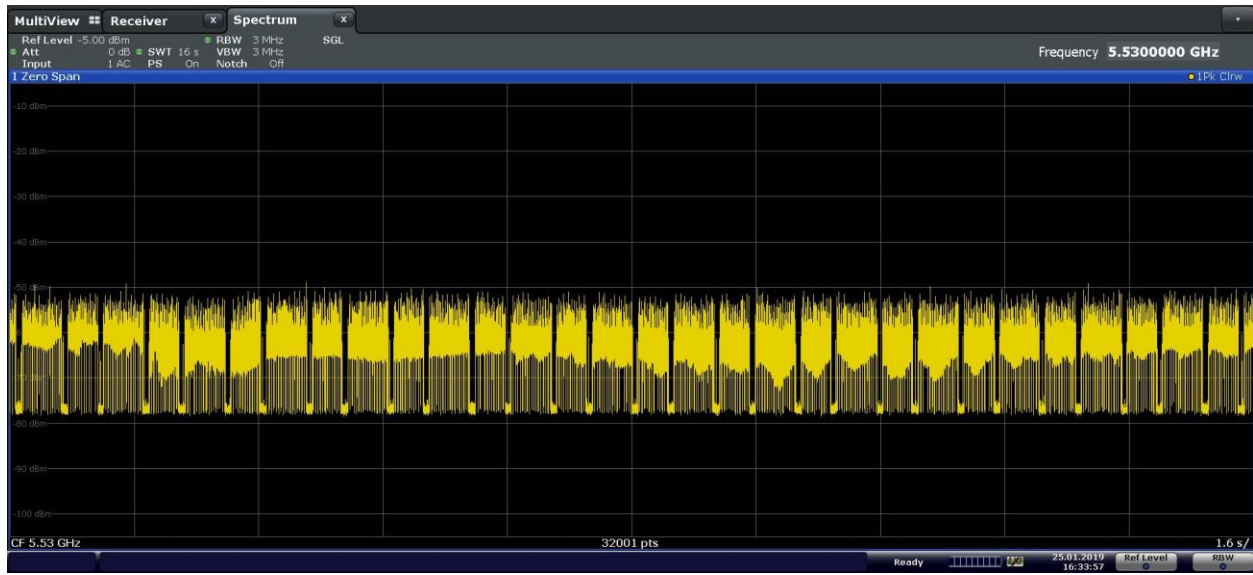 MultiView Receiver X Spectrum X
Ref Level -5.00 dBm RBW 3 MHz SGL
Att 0 dB SWT 16 s VBW 3 MHz
Input 1 AC PS On Notch Off
Frequency 5.5300000 GHz
1 Zero Span 1Pk Clrw
-10 dBm
-20 dBm
-30 dBm
-40 dBm
-50 dBm
-70 dBm
-80 dBm
-90 dBm
-100 dBm
CF 5.53 GHz 32001 pts 1.6 s/
Ready 25.01.2019 Ref Level RBW
16:33:57